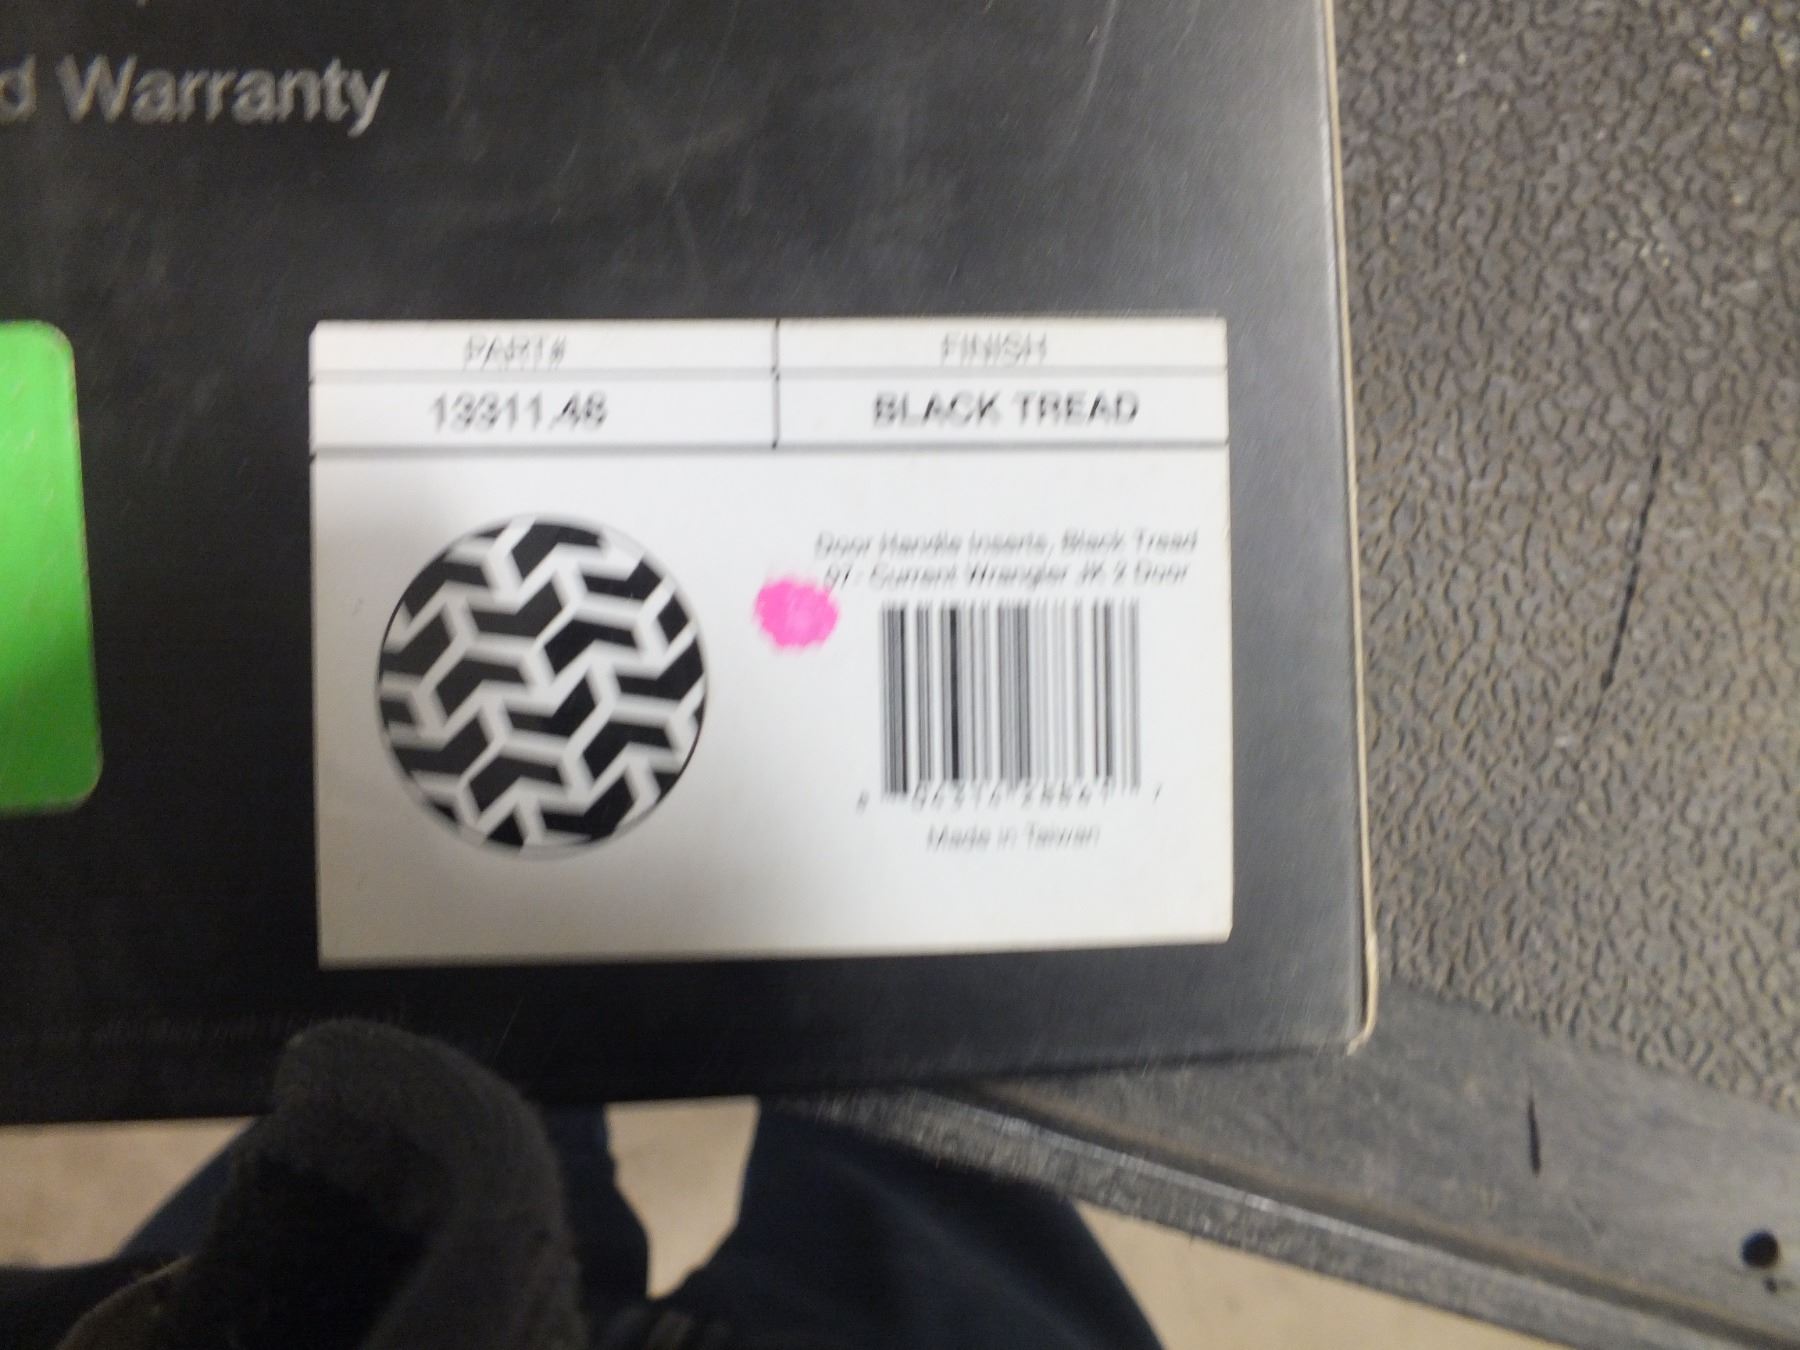 d Warranty
PART# FINISH
13311.48 BLACK TREAD
Door Handle Inserts, Black Tread
07- Current Wrangler JK 2 Door
Made in Taiwan